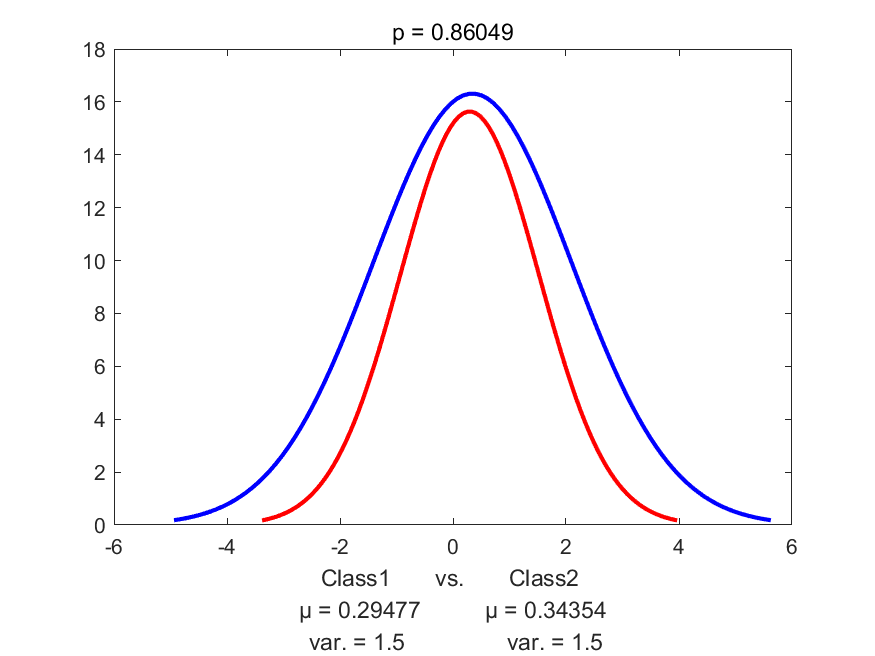 p = 0.86049
18
16
14
12
10
8
6
4
2
0
-6 -4 -2 0 2 4 6
Class1 vs. Class2
μ = 0.29477 μ = 0.34354
var. = 1.5 var. = 1.5